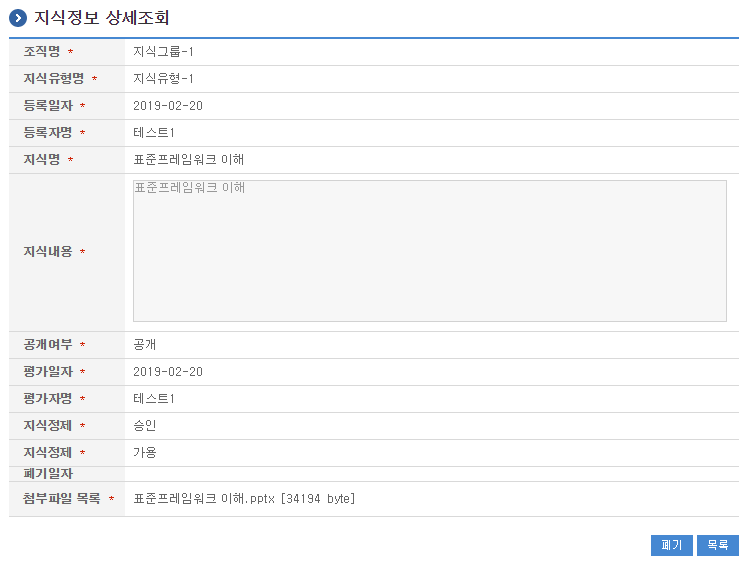 지식정보 상세조회
조직명 * 지식그룹-1
지식유형명 * 지식유형-1
등록일자 * 2019-02-20
등록자명 * 테스트1
지식명 * 표준프레임워크 이해
지식내용 * 표준프레임워크 이해
공개여부 * 공개
평가일자 * 2019-02-20
평가자명 * 테스트1
지식정제 * 승인
지식정제 * 가용
폐기일자
첨부파일 목록 * 표준프레임워크 이해.pptx [34194 byte]
폐기 목록